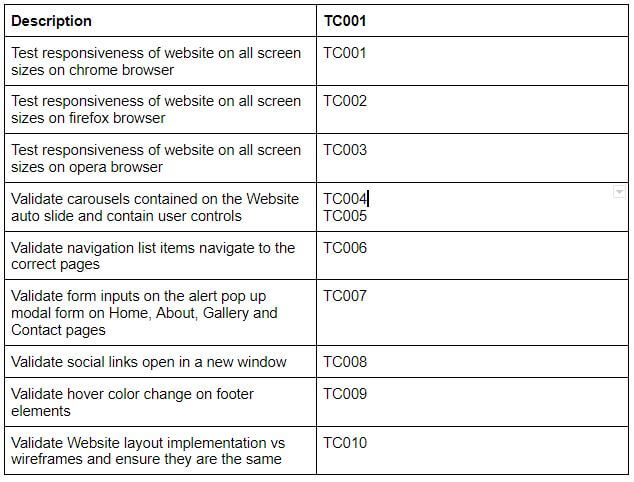 Description TC001
Test responsiveness of website on all screen TC001
sizes on chrome browser
Test responsiveness of website on all screen TC002
sizes on firefox browser
Test responsiveness of website on all screen TC003
sizes on opera browser
Validate carousels contained on the Website TC004
auto slide and contain user controls TC005
Validate navigation list items navigate to the TC006
correct pages
Validate form inputs on the alert pop up TC007
modal form on Home, About, Gallery and
Contact pages
Validate social links open in a new window TC008
Validate hover color change on footer TC009
elements
Validate Website layout implementation vs TC010
wireframes and ensure they are the same